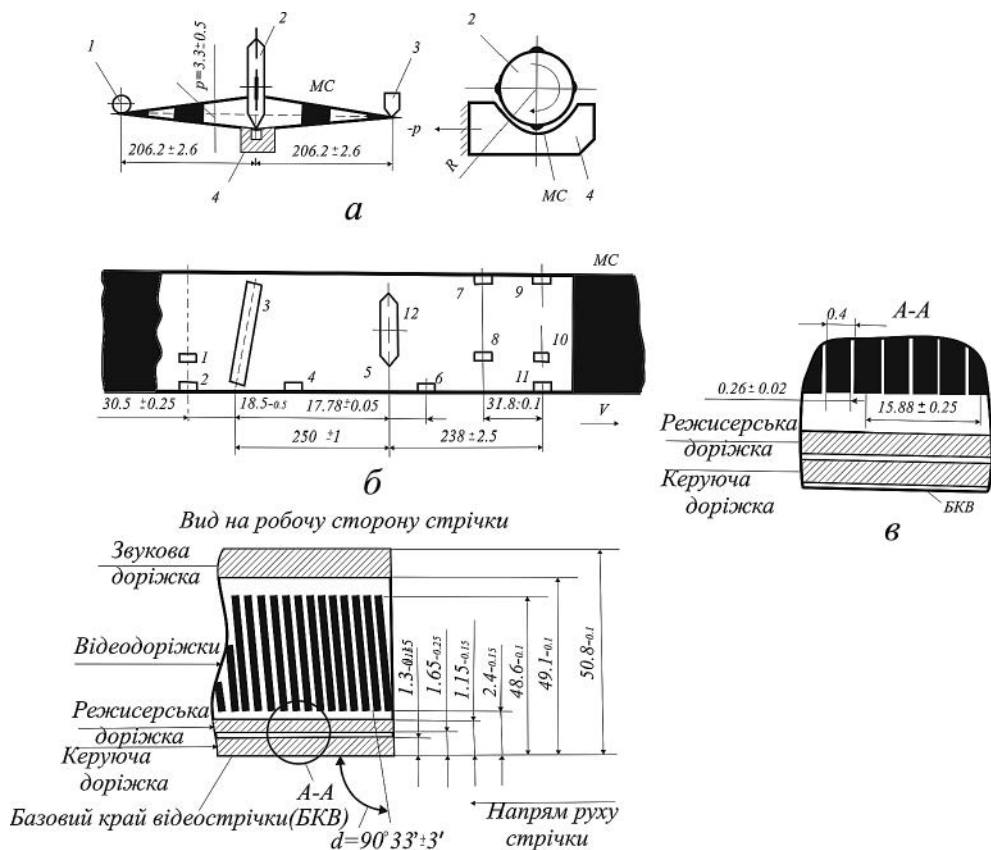 1
2
3
p=3.3±0.5
МС
206.2 ±2.6
206.2 ±2.6
4
а
2
-p
R
МС
4
МС
7
9
3
12
8
10
1
2
4
5
6
11
30.5 ±0.25
18.5-0.5
17.78±0.05
31.8±0.1
V
250 ±1
238±2.5
б
А-А
0.4
0.26±0.02
15.88 ± 0.25
Режисерська
доріжка
Керуюча
доріжка
БКВ
в
Вид на робочу сторону стрічки
Звукова
доріжка
Відеодоріжки
Режисерська
доріжка
Керуюча
доріжка
1.65-0.25
1.15-0.15
2.4-0.15
48.6-0.1
49.1-0.1
50.8-0.1
А-А
Базовий край відеострічки(БКВ)
d=90°33'±3'
Напрям руху
стрічки